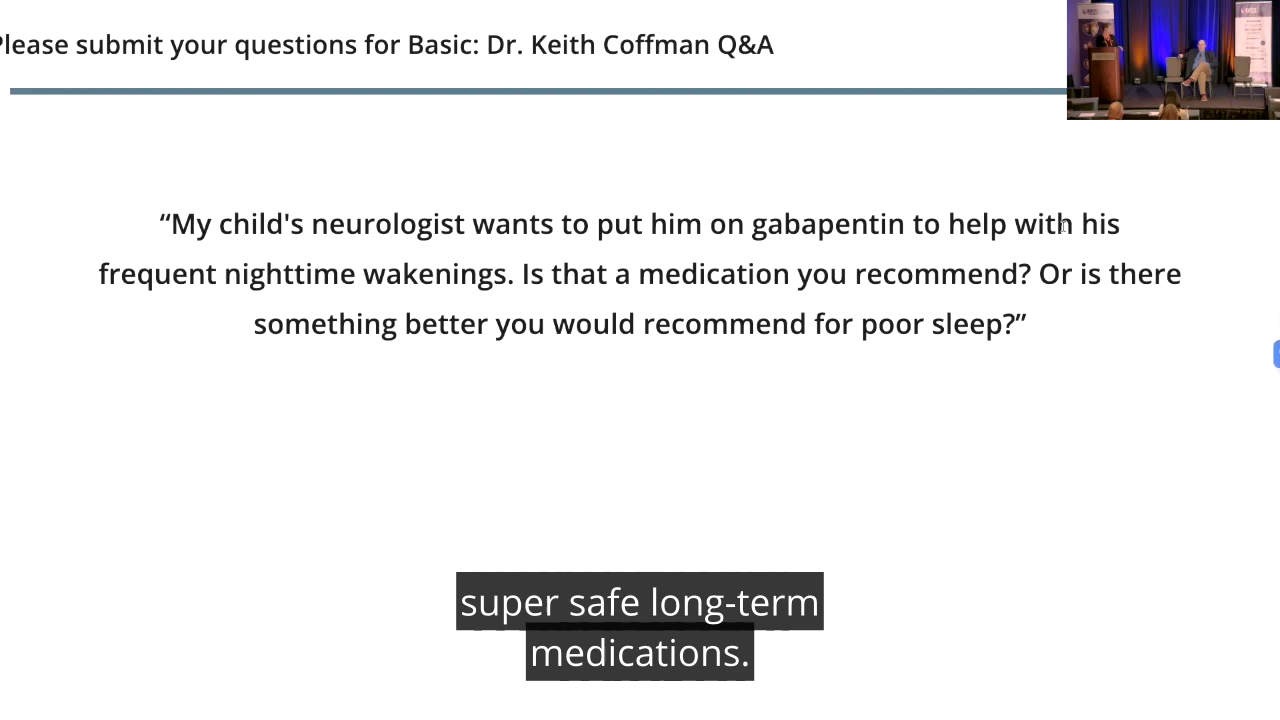 Please submit your questions for Basic: Dr. Keith Coffman Q&A
“My child's neurologist wants to put him on gabapentin to help with his
frequent nighttime wakenings. Is that a medication you recommend? Or is there
something better you would recommend for poor sleep?”
super safe long-term
medications.